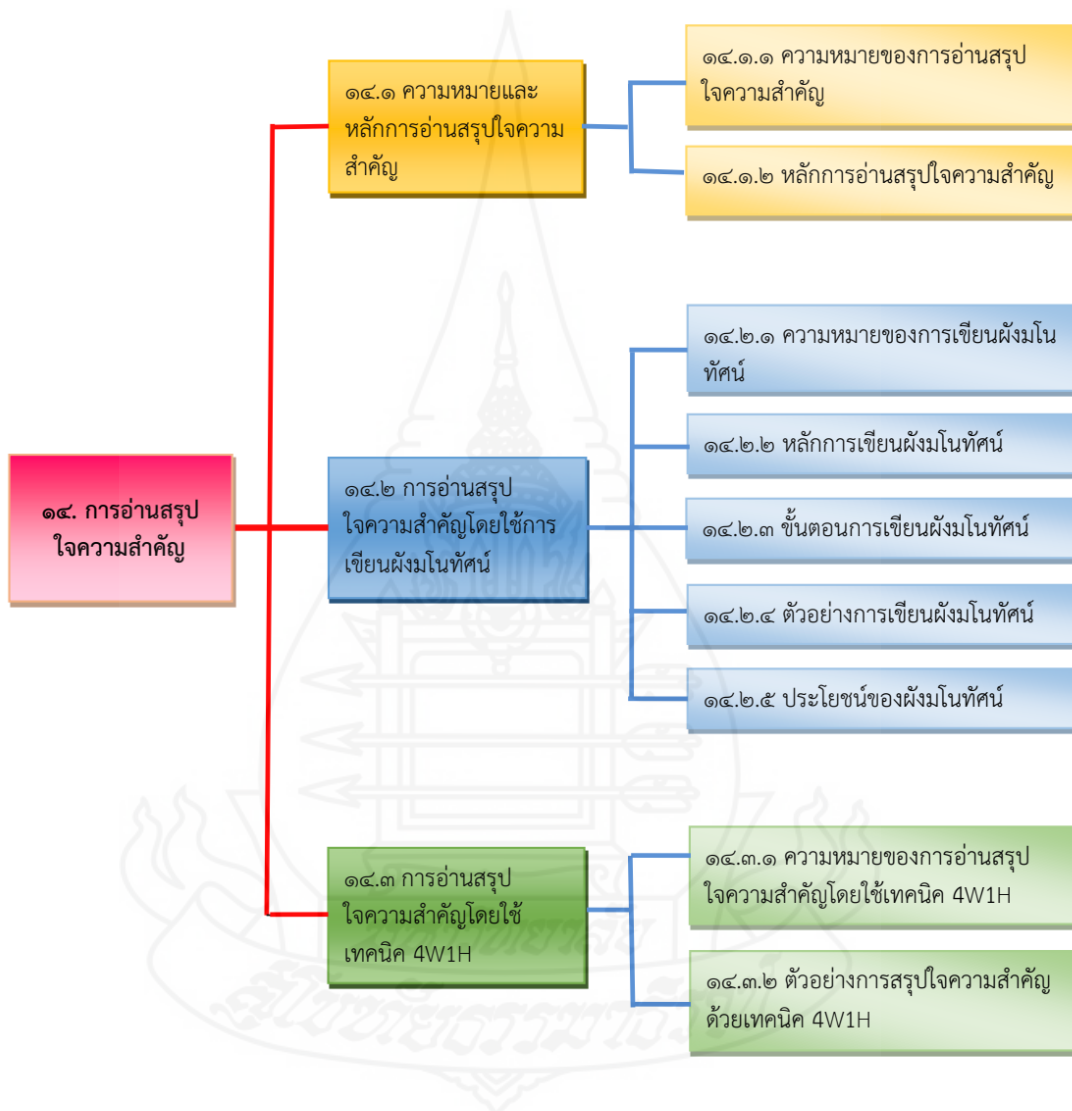 ๑๔. การอ่านสรุป
ใจความสำคัญ
๑๔.๑ ความหมายและ
หลักการอ่านสรุปใจความ
สำคัญ
๑๔.๑.๑ ความหมายของการอ่านสรุป
ใจความสำคัญ
๑๔.๑.๒ หลักการอ่านสรุปใจความสำคัญ
๑๔.๒ การอ่านสรุป
ใจความสำคัญโดยใช้การ
เขียนผังมโนทัศน์
๑๔.๒.๑ ความหมายของการเขียนผังมโน
ทัศน์
๑๔.๒.๒ หลักการเขียนผังมโนทัศน์
๑๔.๒.๓ ขั้นตอนการเขียนผังมโนทัศน์
๑๔.๒.๔ ตัวอย่างการเขียนผังมโนทัศน์
๑๔.๒.๕ ประโยชน์ของผังมโนทัศน์
๑๔.๓ การอ่านสรุป
ใจความสำคัญโดยใช้
เทคนิค 4W1H
๑๔.๓.๑ ความหมายของการอ่านสรุป
ใจความสำคัญโดยใช้เทคนิค 4W1H
๑๔.๓.๒ ตัวอย่างการสรุปใจความสำคัญ
ด้วยเทคนิค 4W1H